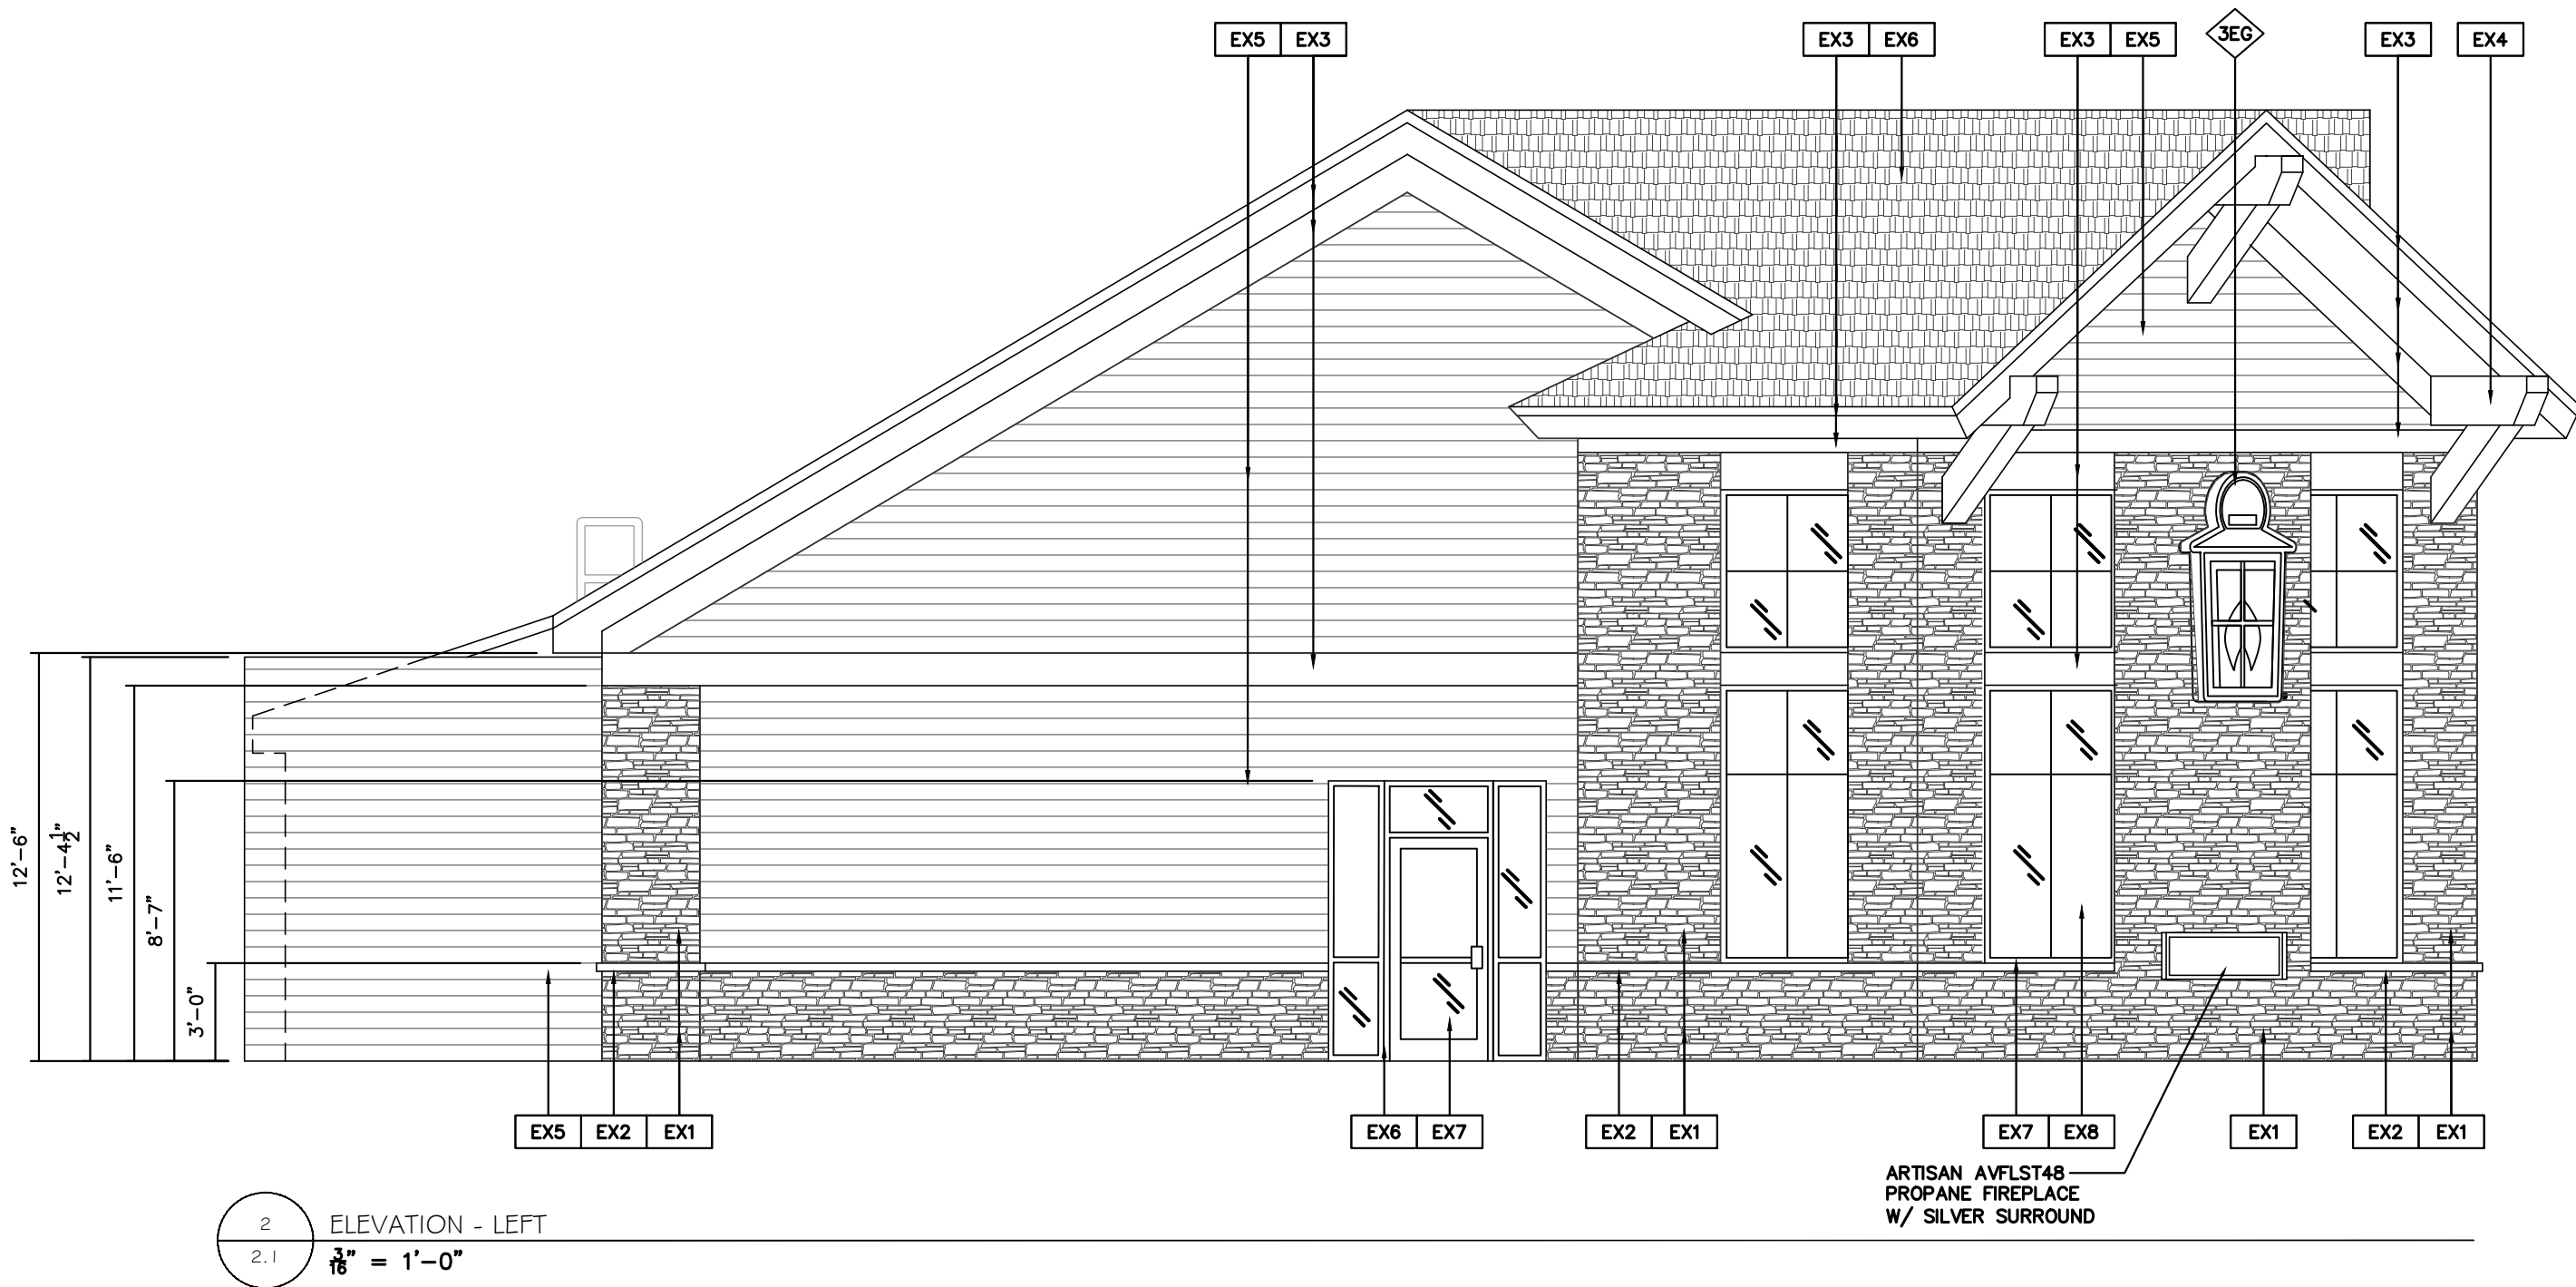 EX5 EX3 EX3 EX6 EX3 EX5 3EG EX3 EX4
12'-6"
12'-4½"
11'-6"
8'-7"
3'-0"
EX5 EX2 EX1 EX6 EX7 EX2 EX1 EX7 EX8 EX1 EX2 EX1
ARTISAN AVFLST48
PROPANE FIREPLACE
W/ SILVER SURROUND
2 ELEVATION - LEFT
2.1 3/16" = 1'-0"